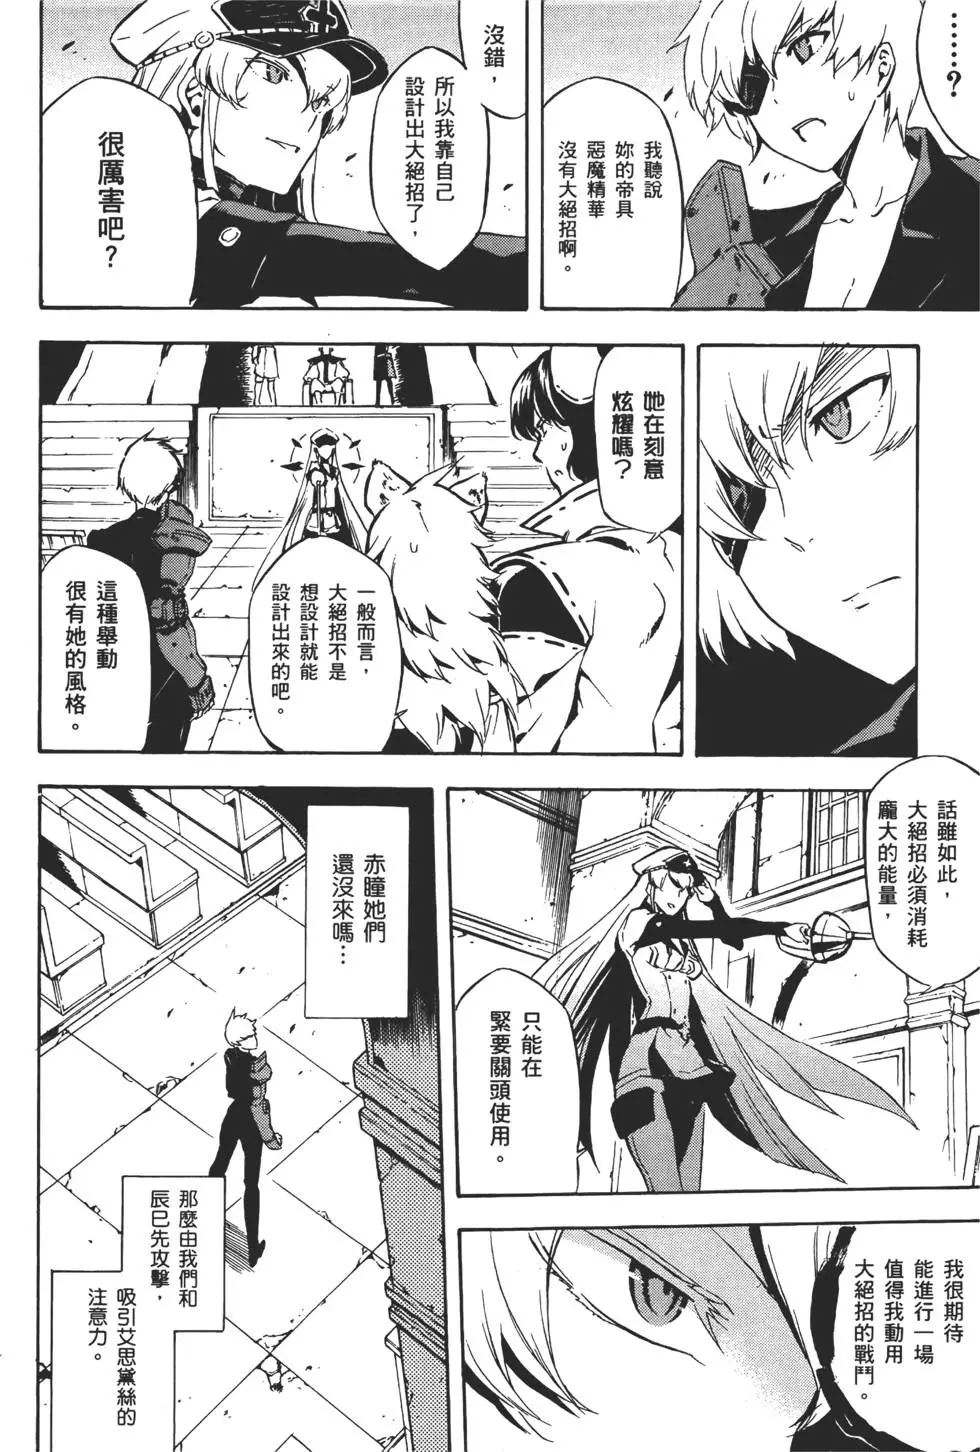 ……？
我聽說
妳的帝具
惡魔精華
沒有大絕招啊。
沒錯，
所以我靠自己
設計出大絕招了，
很厲害吧？
她在刻意
炫耀嗎？
一般而言，
大絕招不是
想設計就能
設計出來的吧。
這種舉動
很有她的風格。
話雖如此，
大絕招必須消耗
龐大的能量，
只能在
緊要關頭使用。
我很期待
能進行一場
值得我動用
大絕招的戰鬥。
赤瞳她們
還沒來嗎…
那麼由我們和
辰巳先攻擊，
吸引艾思黛絲的
注意力。